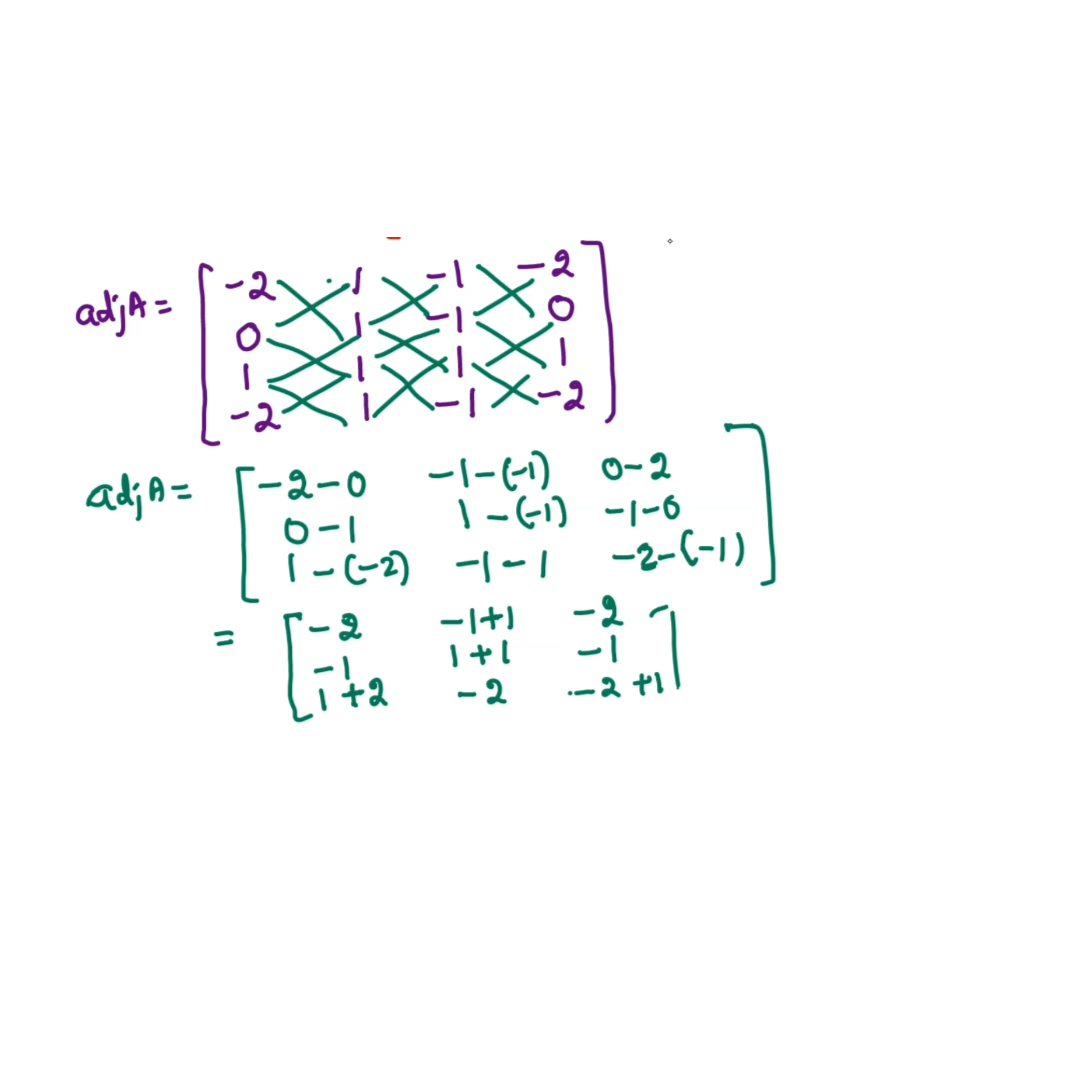 adjA = [ -2 1 -1 -2
0 1 -1 0
1 1 1 1
-2 1 -1 -2 ]
adjA = [ -2-0 -1-(-1) 0-2
0-1 1-(-1) -1-0
1-(-2) -1-1 -2-(-1) ]
= [ -2 -1+1 -2
-1 1+1 -1
1+2 -2 -2+1 ]